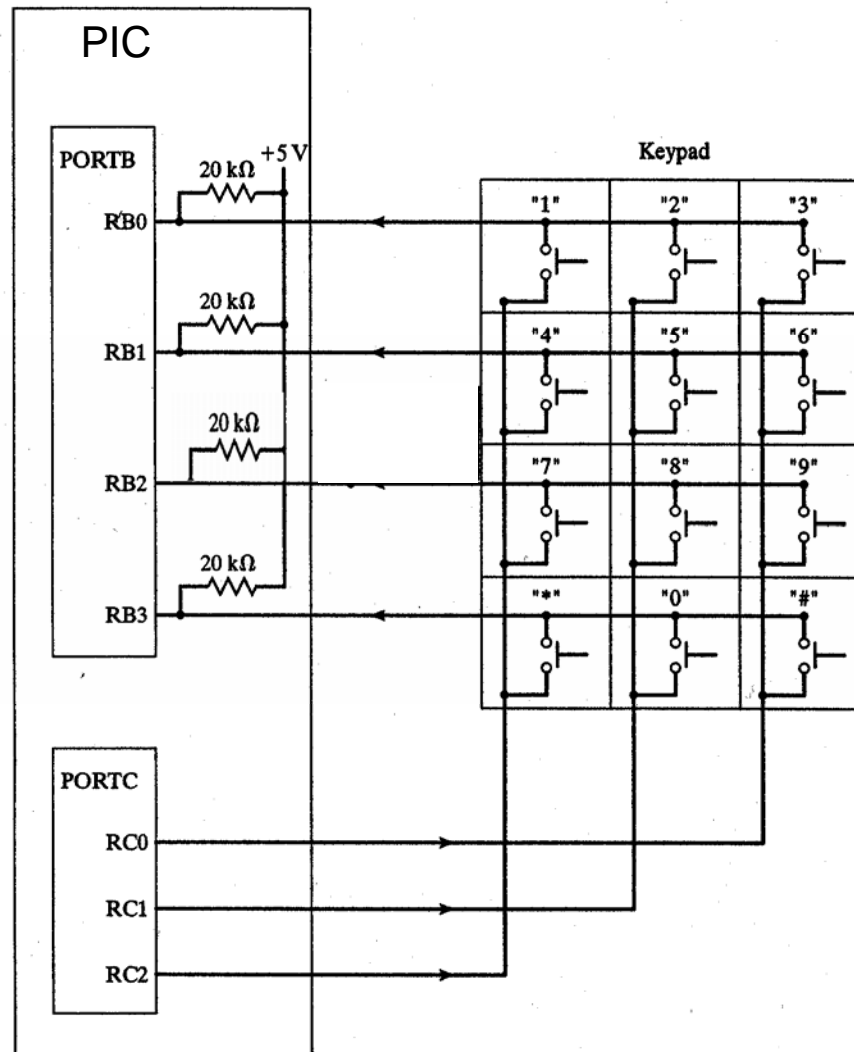 PIC
PORTB
20 kΩ
+5 V
RB0
20 kΩ
RB1
20 kΩ
RB2
20 kΩ
RB3
Keypad
"1" "2" "3"
"4" "5" "6"
"7" "8" "9"
"*" "0" "#"
PORTC
RC0
RC1
RC2